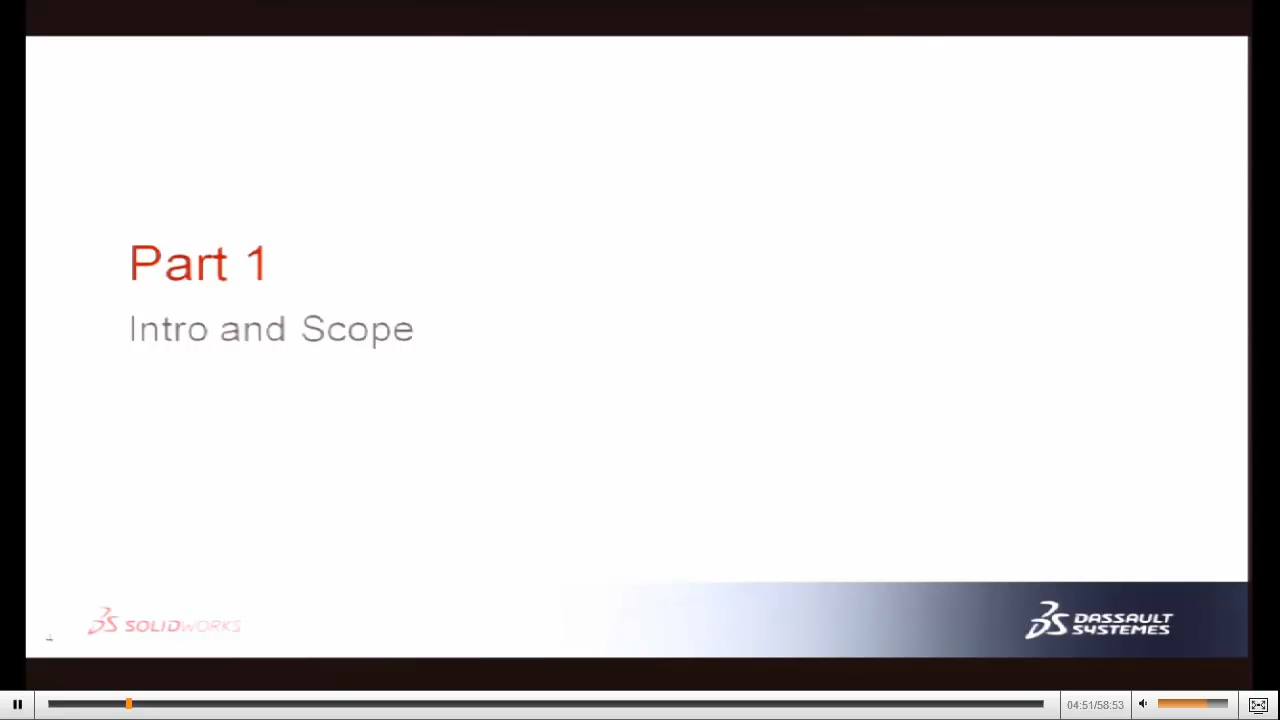 Part 1
Intro and Scope
SOLIDWORKS
DASSAULT
SYSTEMES
04:51/58:53